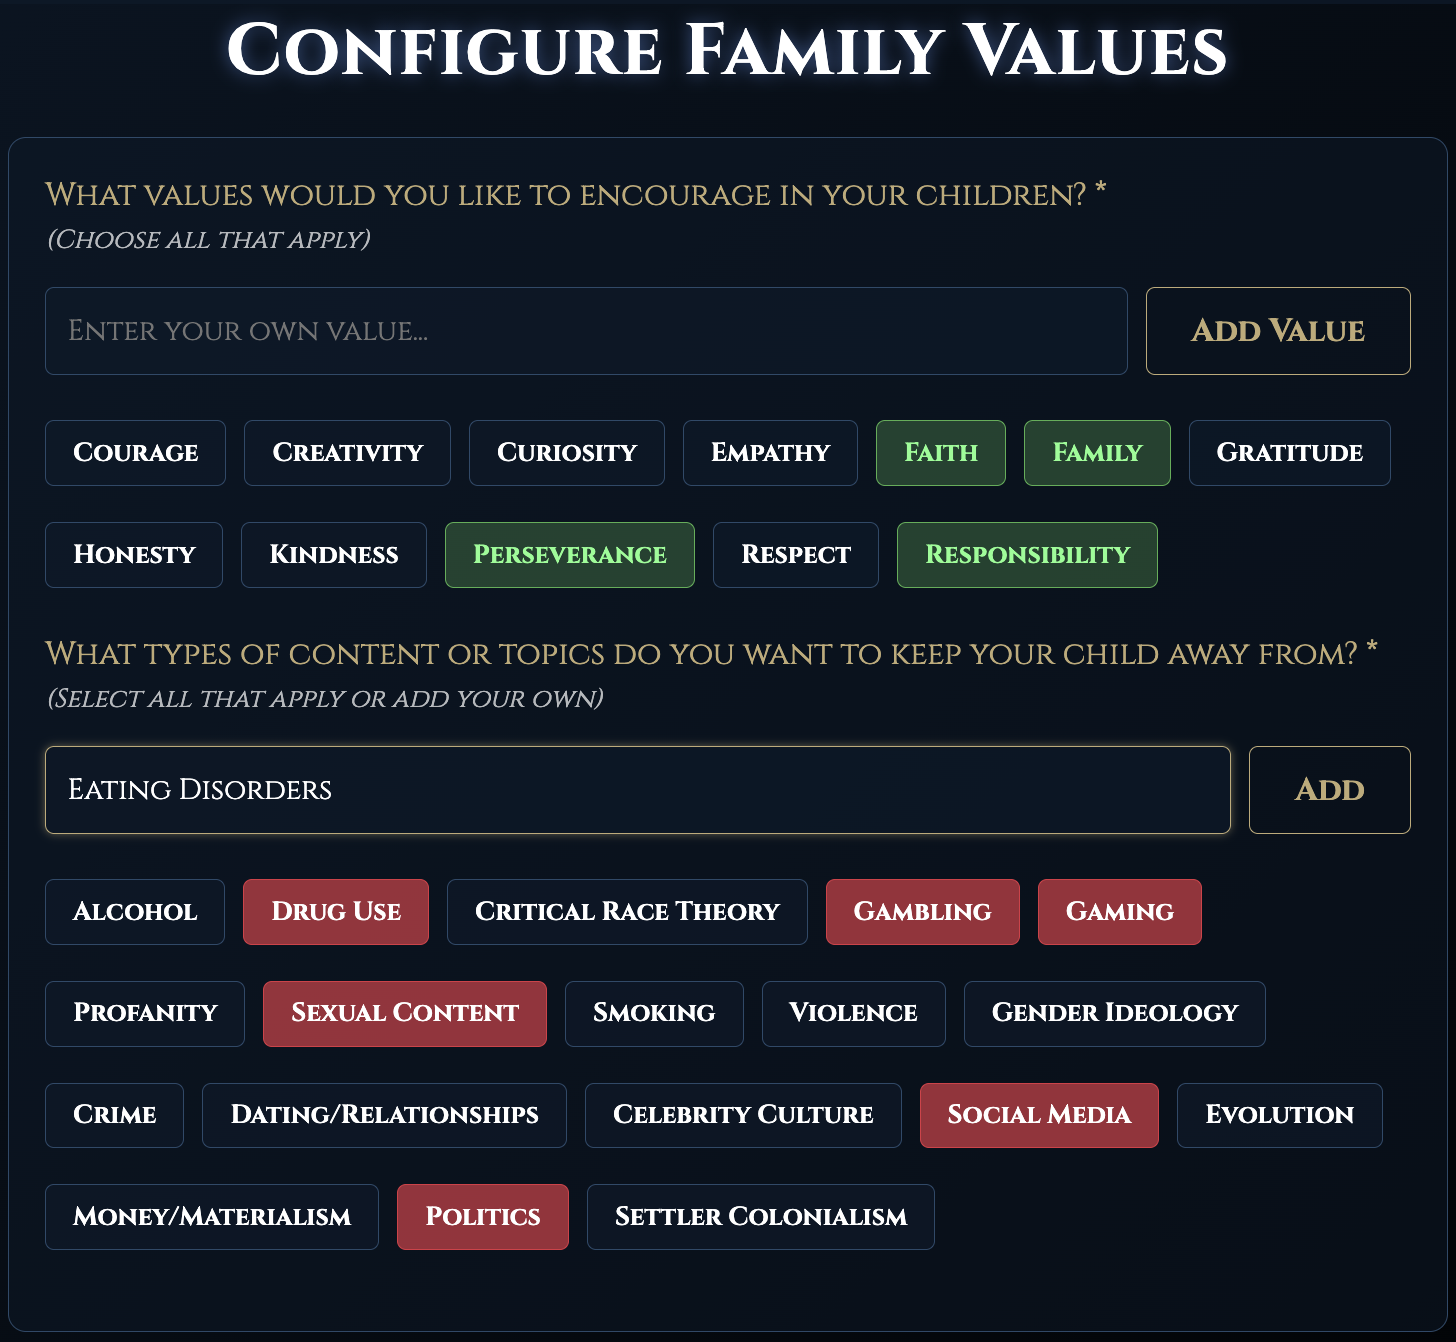 Configure Family Values
What values would you like to encourage in your children? *
(Choose all that apply)
Enter your own value...
Add Value
Courage Creativity Curiosity Empathy Faith Family Gratitude
Honesty Kindness Perseverance Respect Responsibility
What types of content or topics do you want to keep your child away from? *
(Select all that apply or add your own)
Eating Disorders
Add
Alcohol Drug Use Critical Race Theory Gambling Gaming
Profanity Sexual Content Smoking Violence Gender Ideology
Crime Dating/Relationships Celebrity Culture Social Media Evolution
Money/Materialism Politics Settler Colonialism